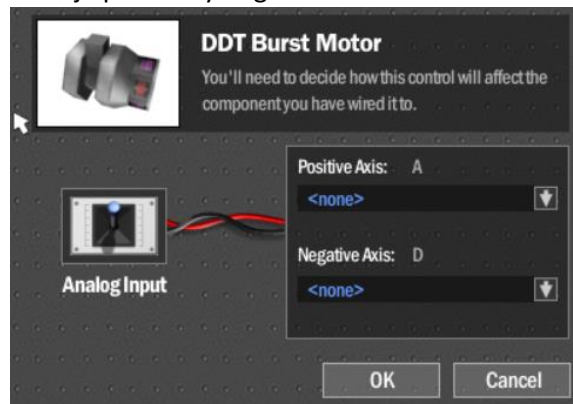 DDT Burst Motor
You'll need to decide how this control will affect the
component you have wired it to.
Positive Axis: A
<none>
Negative Axis: D
<none>
Analog Input
OK Cancel